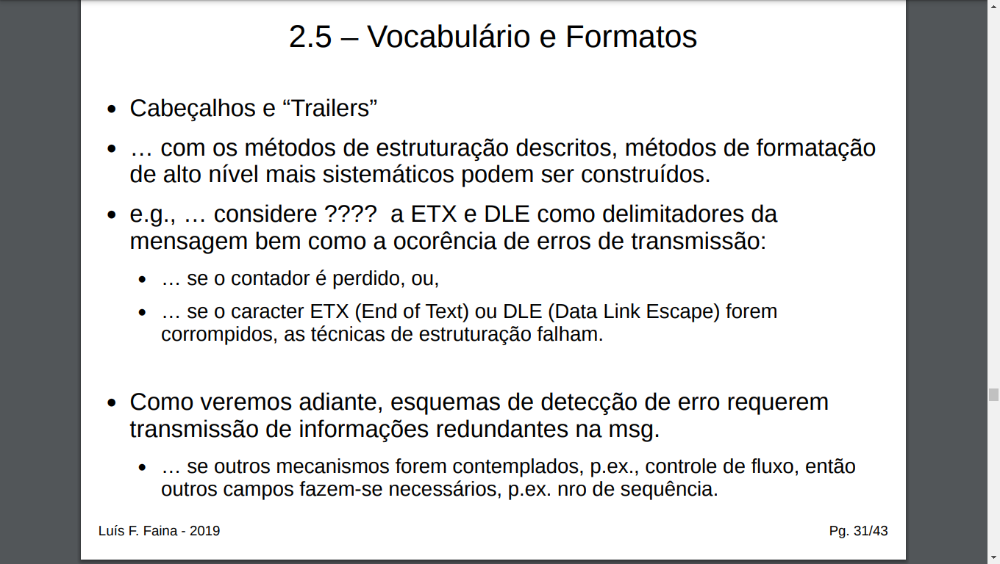 2.5 – Vocabulário e Formatos
• Cabeçalhos e “Trailers”
• … com os métodos de estruturação descritos, métodos de formatação
de alto nível mais sistemáticos podem ser construídos.
• e.g., … considere ????  a ETX e DLE como delimitadores da
mensagem bem como a ocorência de erros de transmissão:
• … se o contador é perdido, ou,
• … se o caracter ETX (End of Text) ou DLE (Data Link Escape) forem
corrompidos, as técnicas de estruturação falham.
• Como veremos adiante, esquemas de detecção de erro requerem
transmissão de informações redundantes na msg.
• … se outros mecanismos forem contemplados, p.ex., controle de fluxo, então
outros campos fazem-se necessários, p.ex. nro de sequência.
Luís F. Faina - 2019
Pg. 31/43